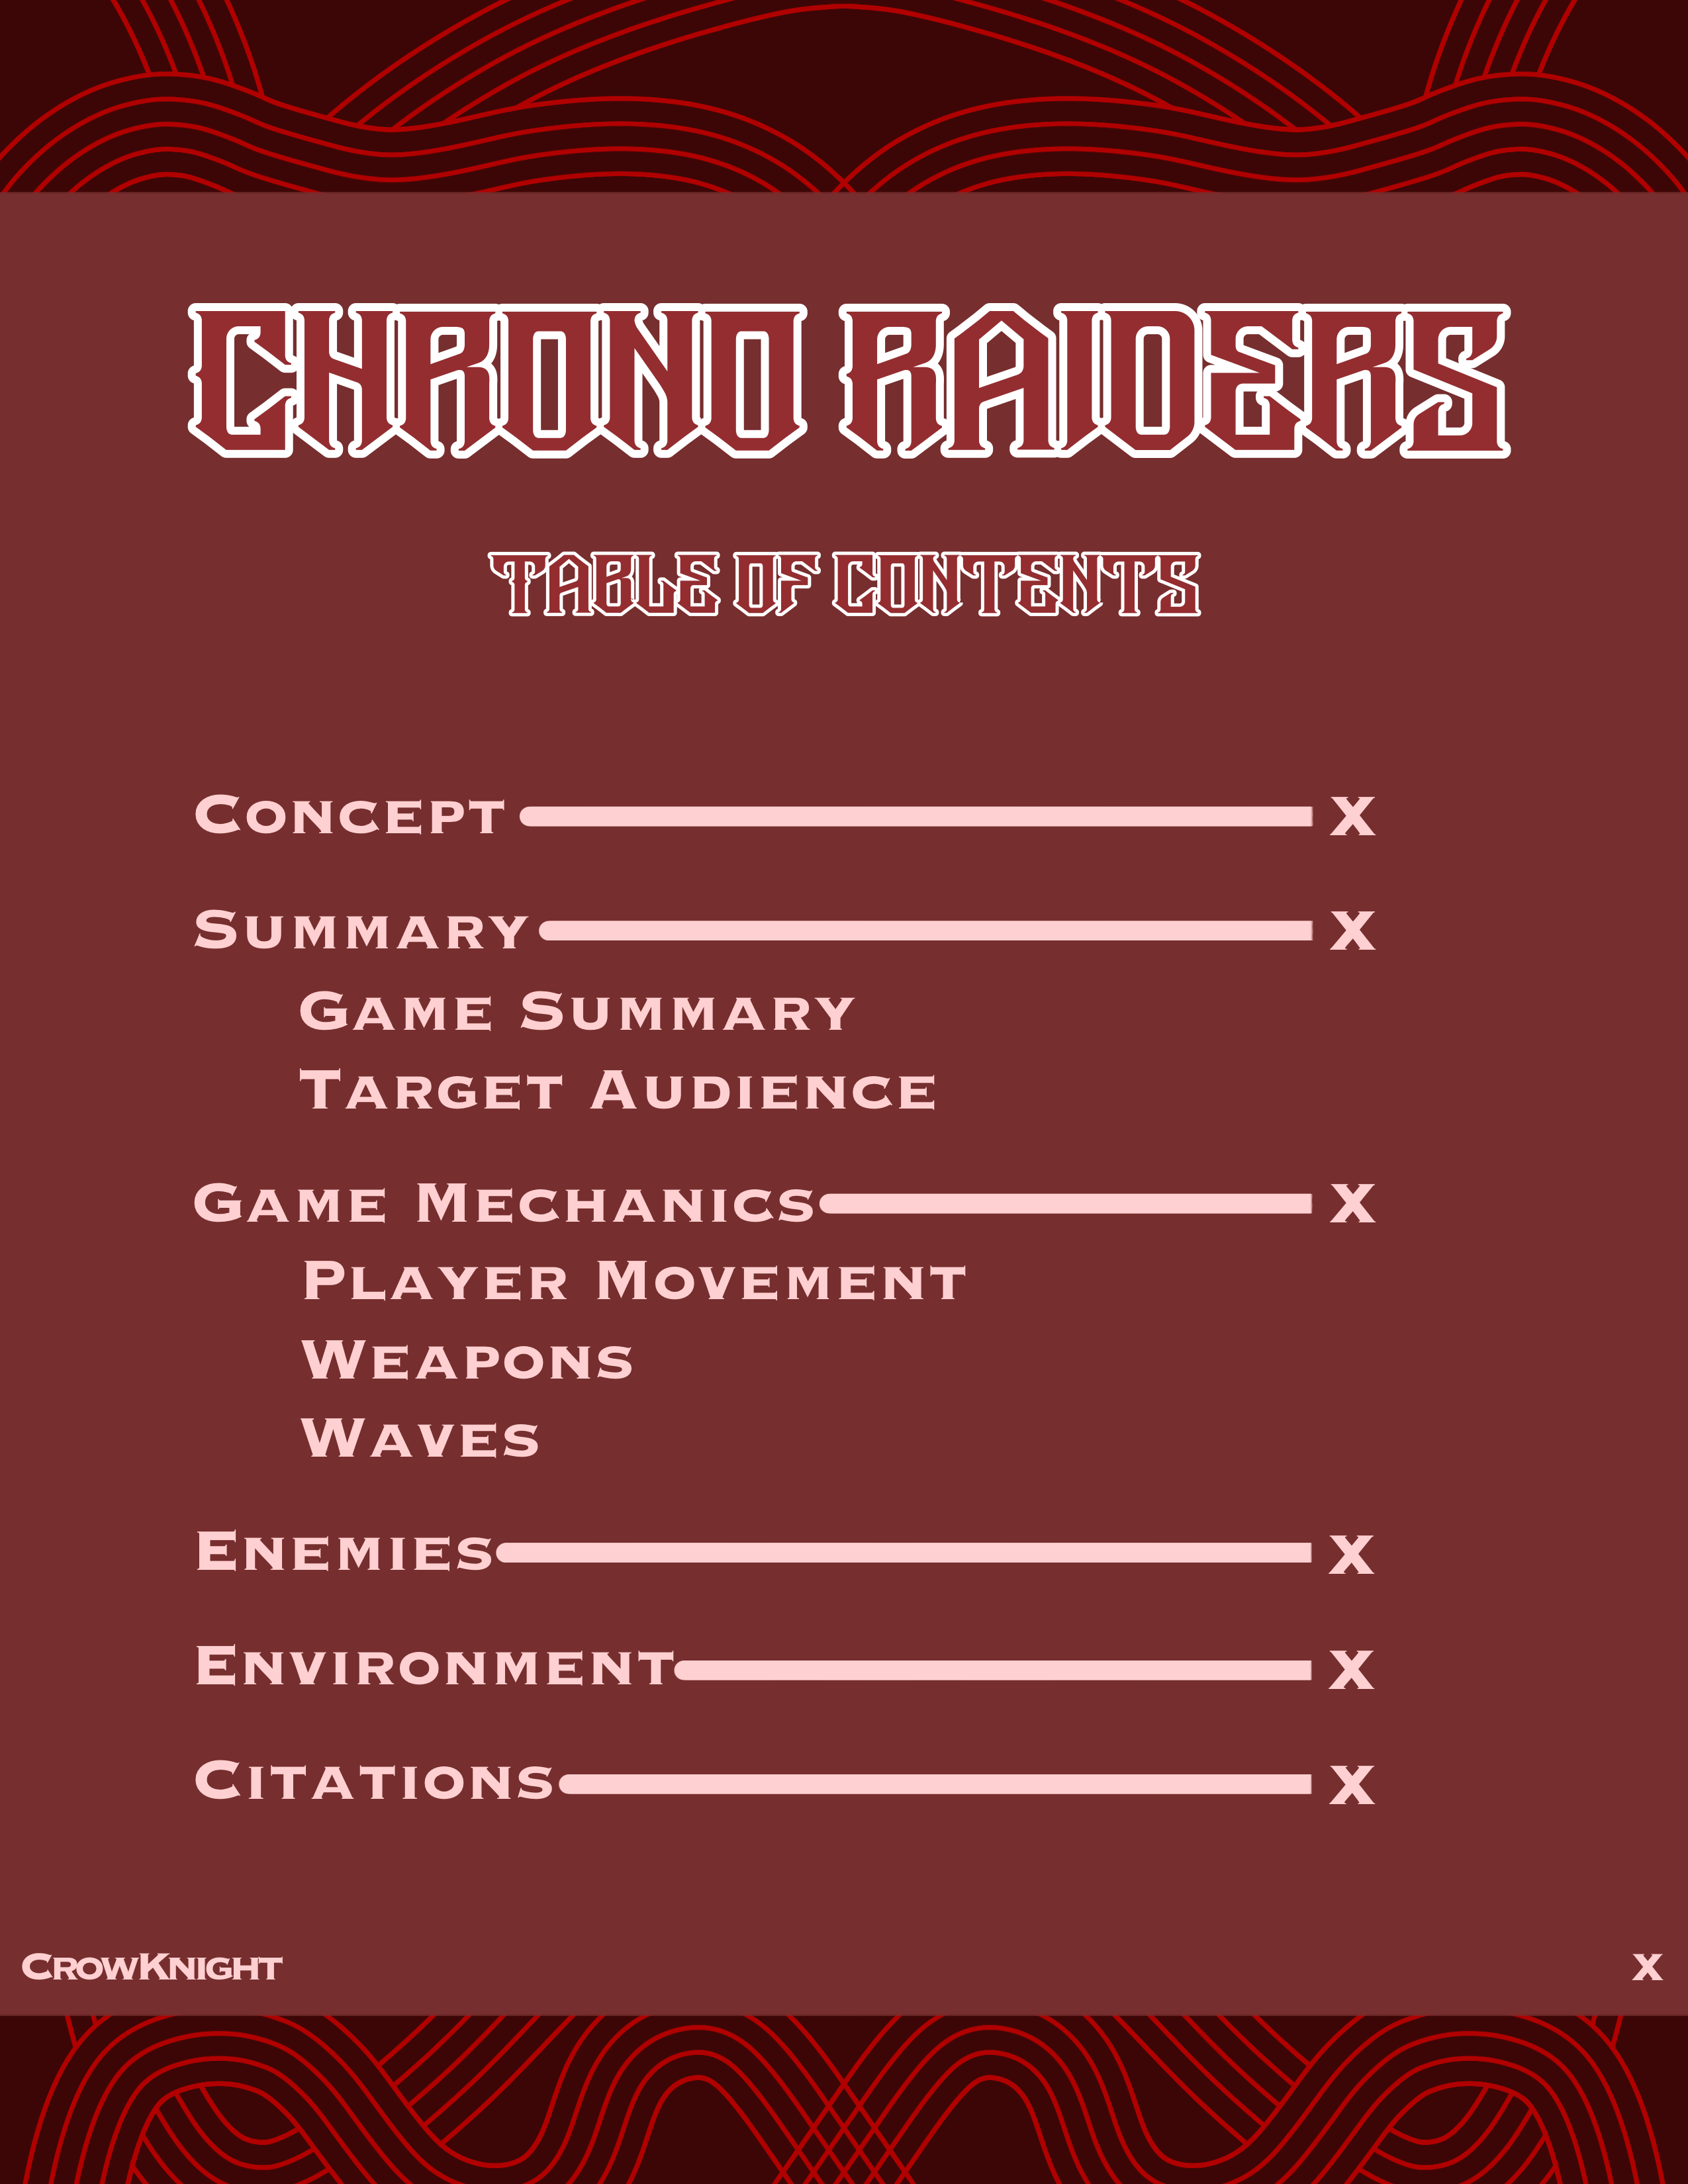 CHRONO RAIDERS
TABLE OF CONTENTS
Concept X
Summary X
Game Summary
Target Audience
Game Mechanics X
Player Movement
Weapons
Waves
Enemies X
Environment X
Citations X
CrowKnight X